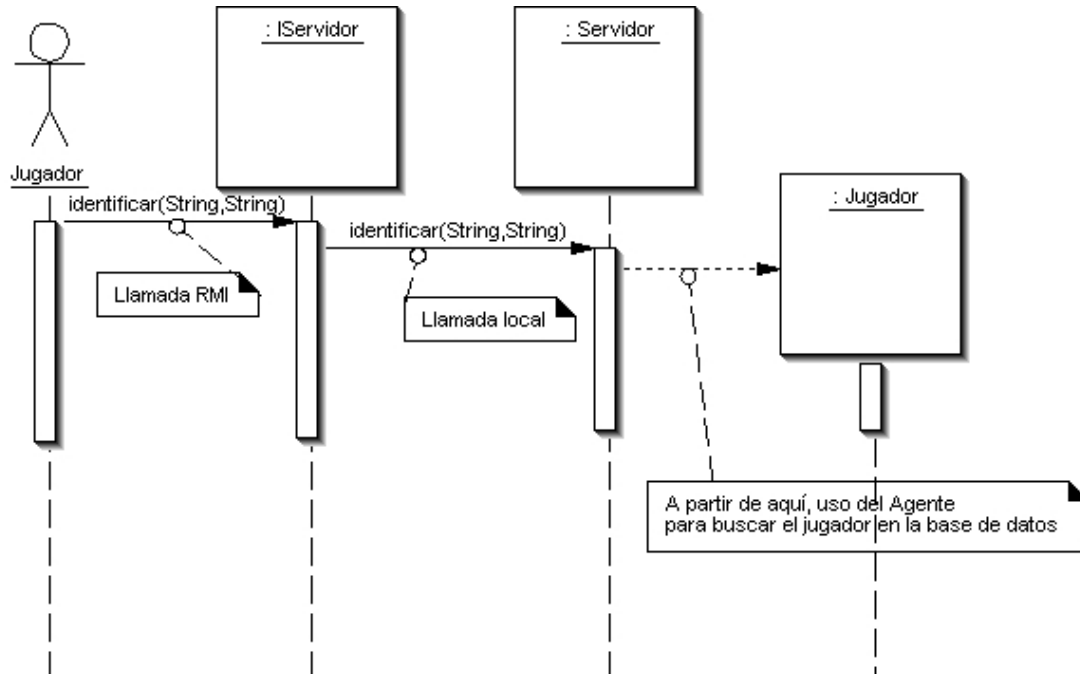 : IServidor
: Servidor
Jugador
: Jugador
identificar(String,String)
identificar(String,String)
Llamada RMI
Llamada local
A partir de aquí, uso del Agente
para buscar el jugador en la base de datos